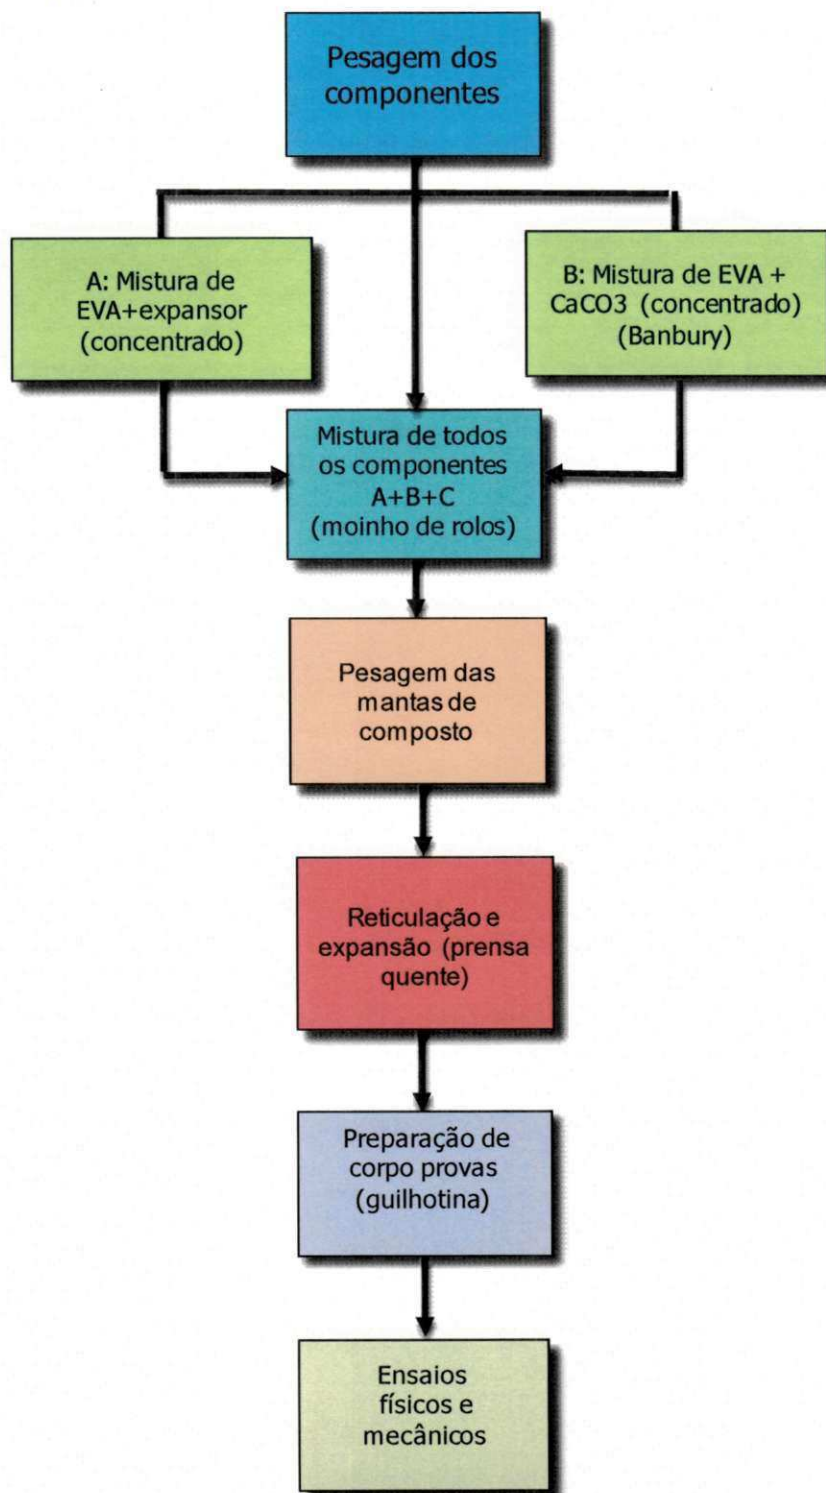 Pesagem dos
componentes
A: Mistura de
EVA+expansor
(concentrado)
B: Mistura de EVA +
CaCO3 (concentrado)
(Banbury)
Mistura de todos
os componentes
A+B+C
(moinho de rolos)
Pesagem das
mantas de
composto
Reticulação e
expansão (prensa
quente)
Preparação de
corpo provas
(guilhotina)
Ensaios
físicos e
mecânicos